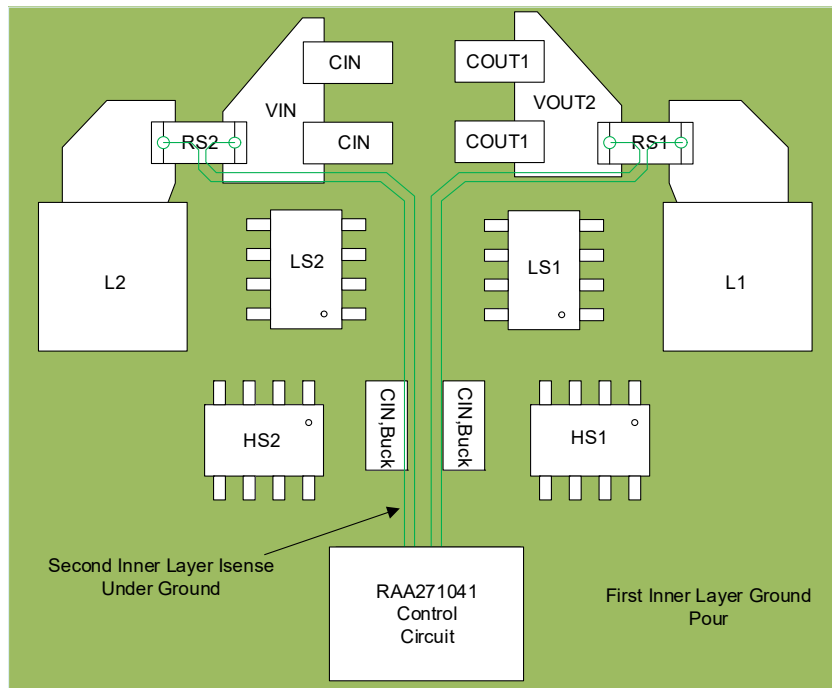 CIN
COUT1
VIN
VOUT2
RS2
CIN
COUT1
RS1
LS2
LS1
L2
L1
CIN,Buck
CIN,Buck
HS2
HS1
Second Inner Layer Isense
Under Ground
RAA271041
Control
Circuit
First Inner Layer Ground
Pour